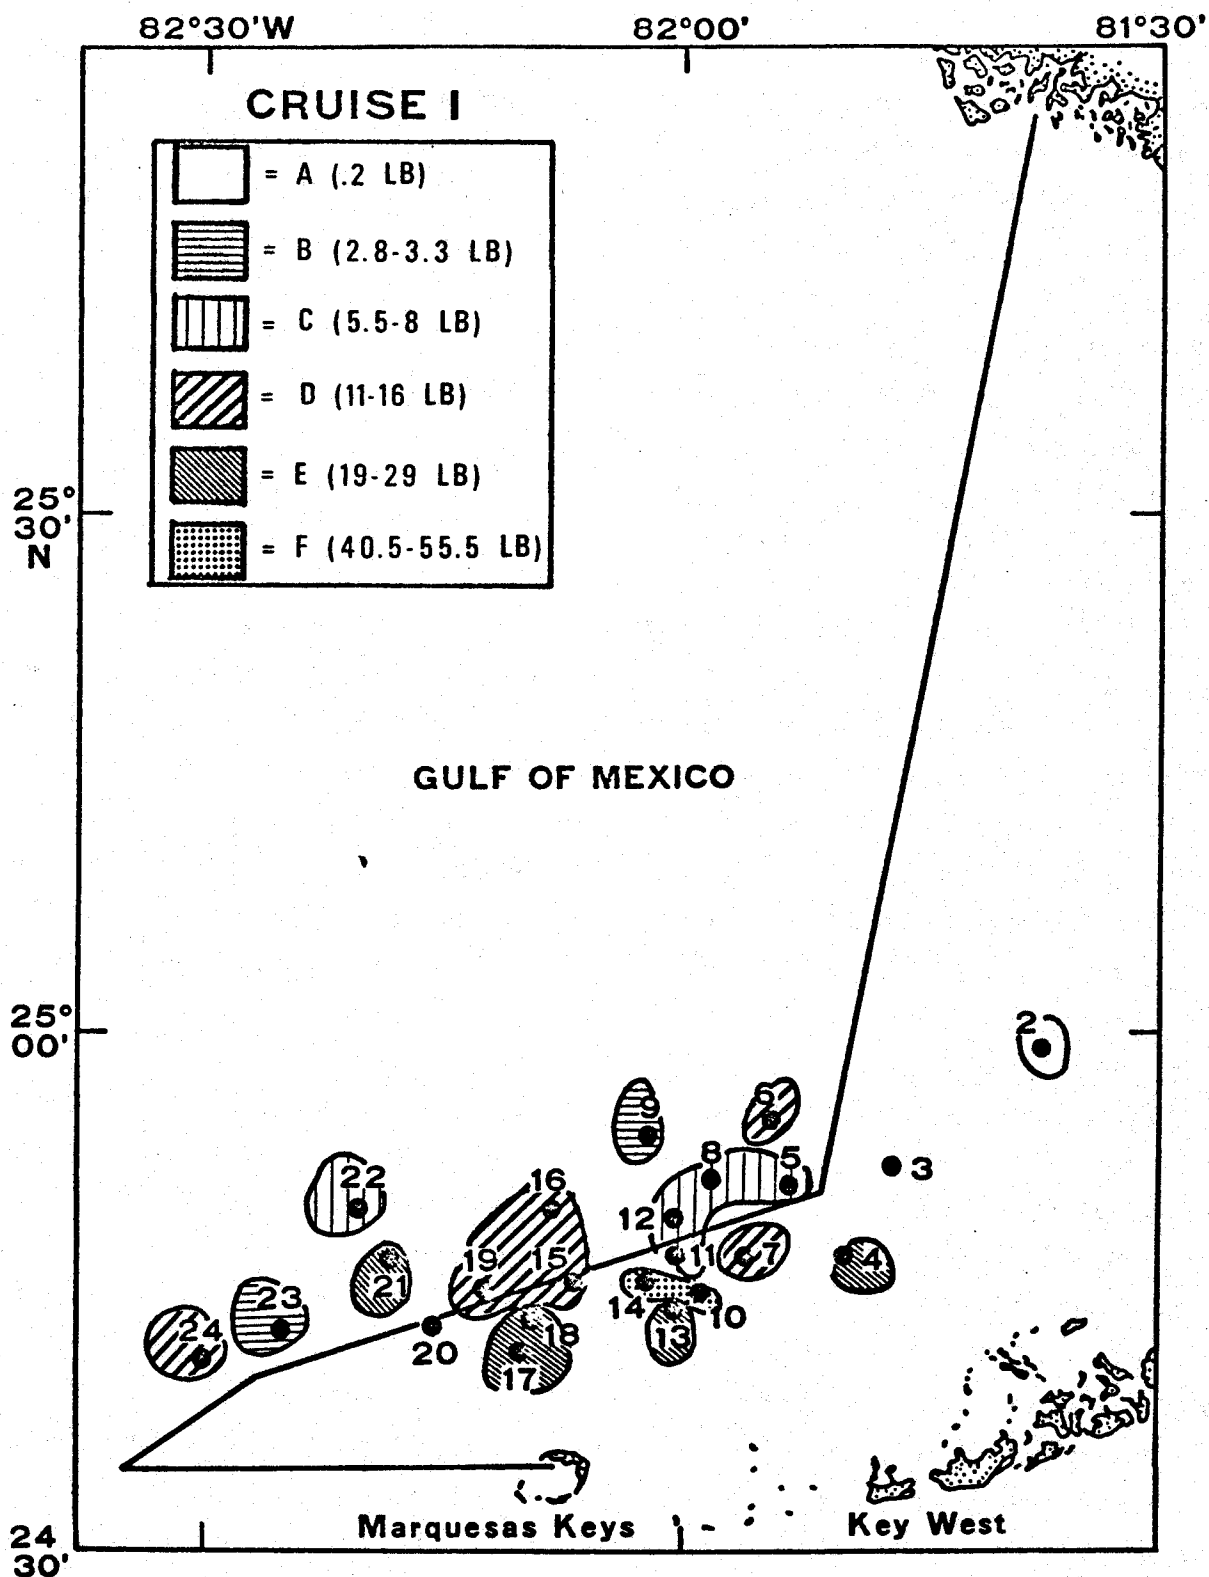 82°30'W 82°00' 81°30'
CRUISE I
= A (.2 LB)
= B (2.8-3.3 LB)
= C (5.5-8 LB)
= D (11-16 LB)
= E (19-29 LB)
= F (40.5-55.5 LB)
25°
30'
N
GULF OF MEXICO
25°
00'
2
9
6
8
5
3
22
16
12
11
7
4
19
15
21
14
10
23
18
13
24
20
17
Marquesas Keys
Key West
24
30'